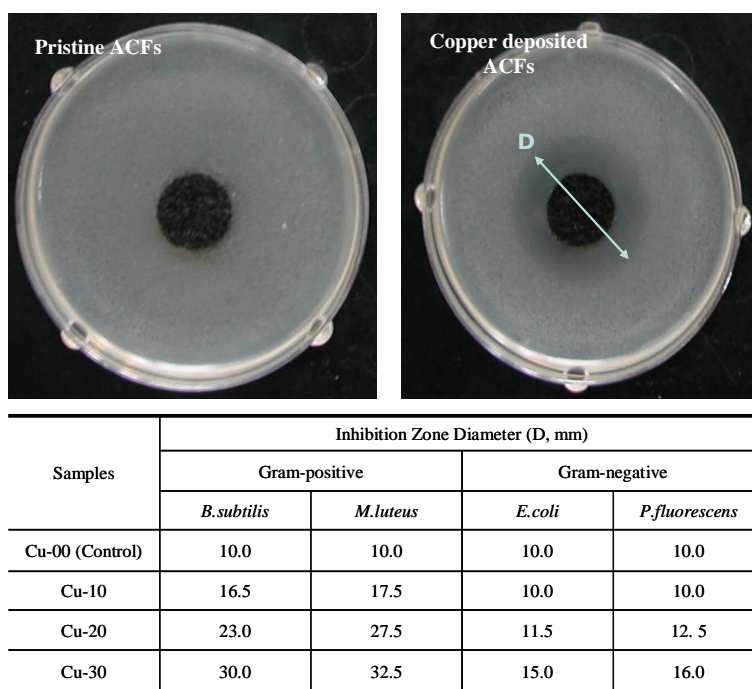 Pristine ACFs
Copper deposited
ACFs
D
Samples
Inhibition Zone Diameter (D, mm)
Gram-positive
Gram-negative
B.subtilis
M.luteus
E.coli
P.fluorescens
Cu-00 (Control) 10.0 10.0 10.0 10.0
Cu-10 16.5 17.5 10.0 10.0
Cu-20 23.0 27.5 11.5 12. 5
Cu-30 30.0 32.5 15.0 16.0